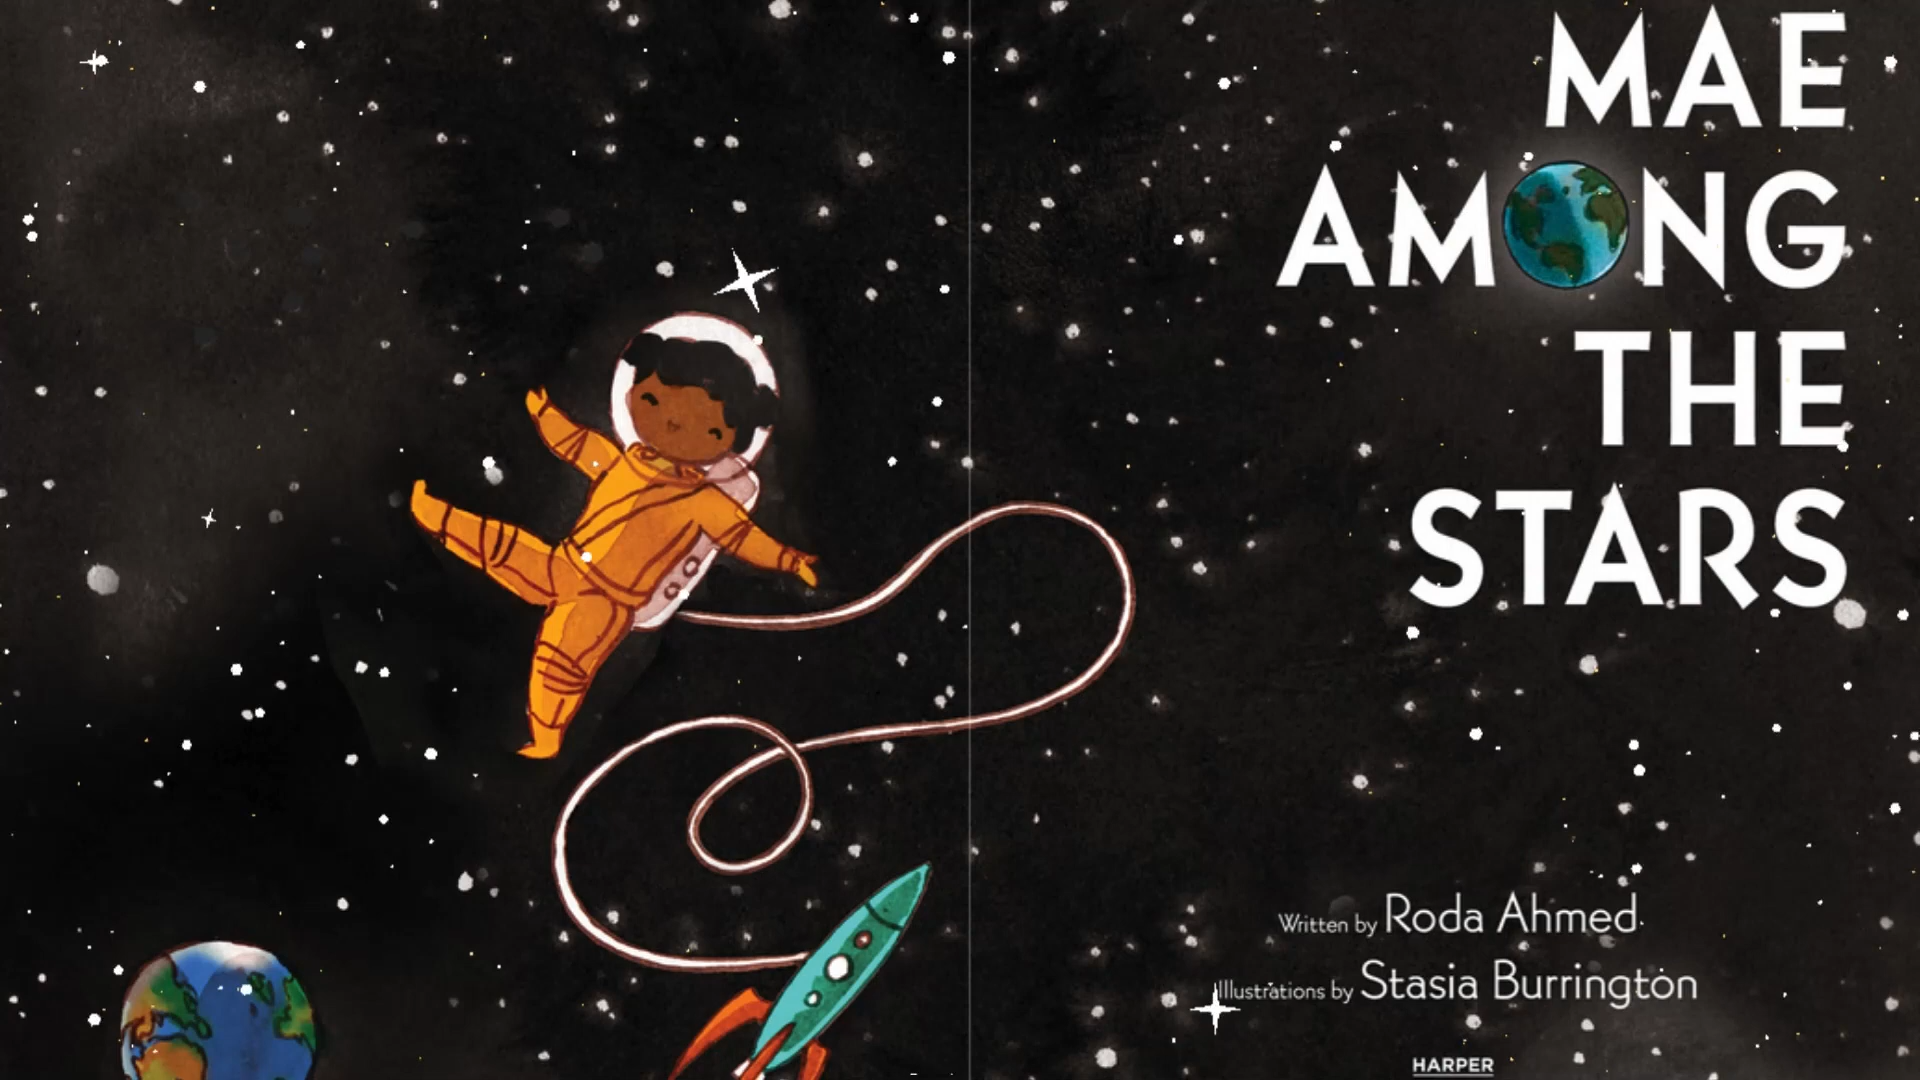 MAE
AMONG
THE
STARS
Written by Roda Ahmed
Illustrations by Stasia Burrington
HARPER